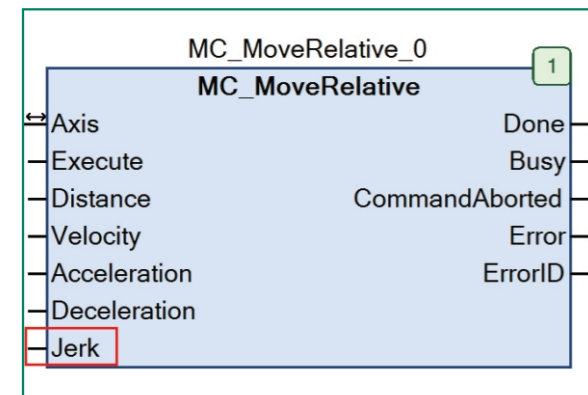 MC_MoveRelative_0
1
MC_MoveRelative
Axis Done
Execute Busy
Distance CommandAborted
Velocity Error
Acceleration ErrorID
Deceleration
Jerk